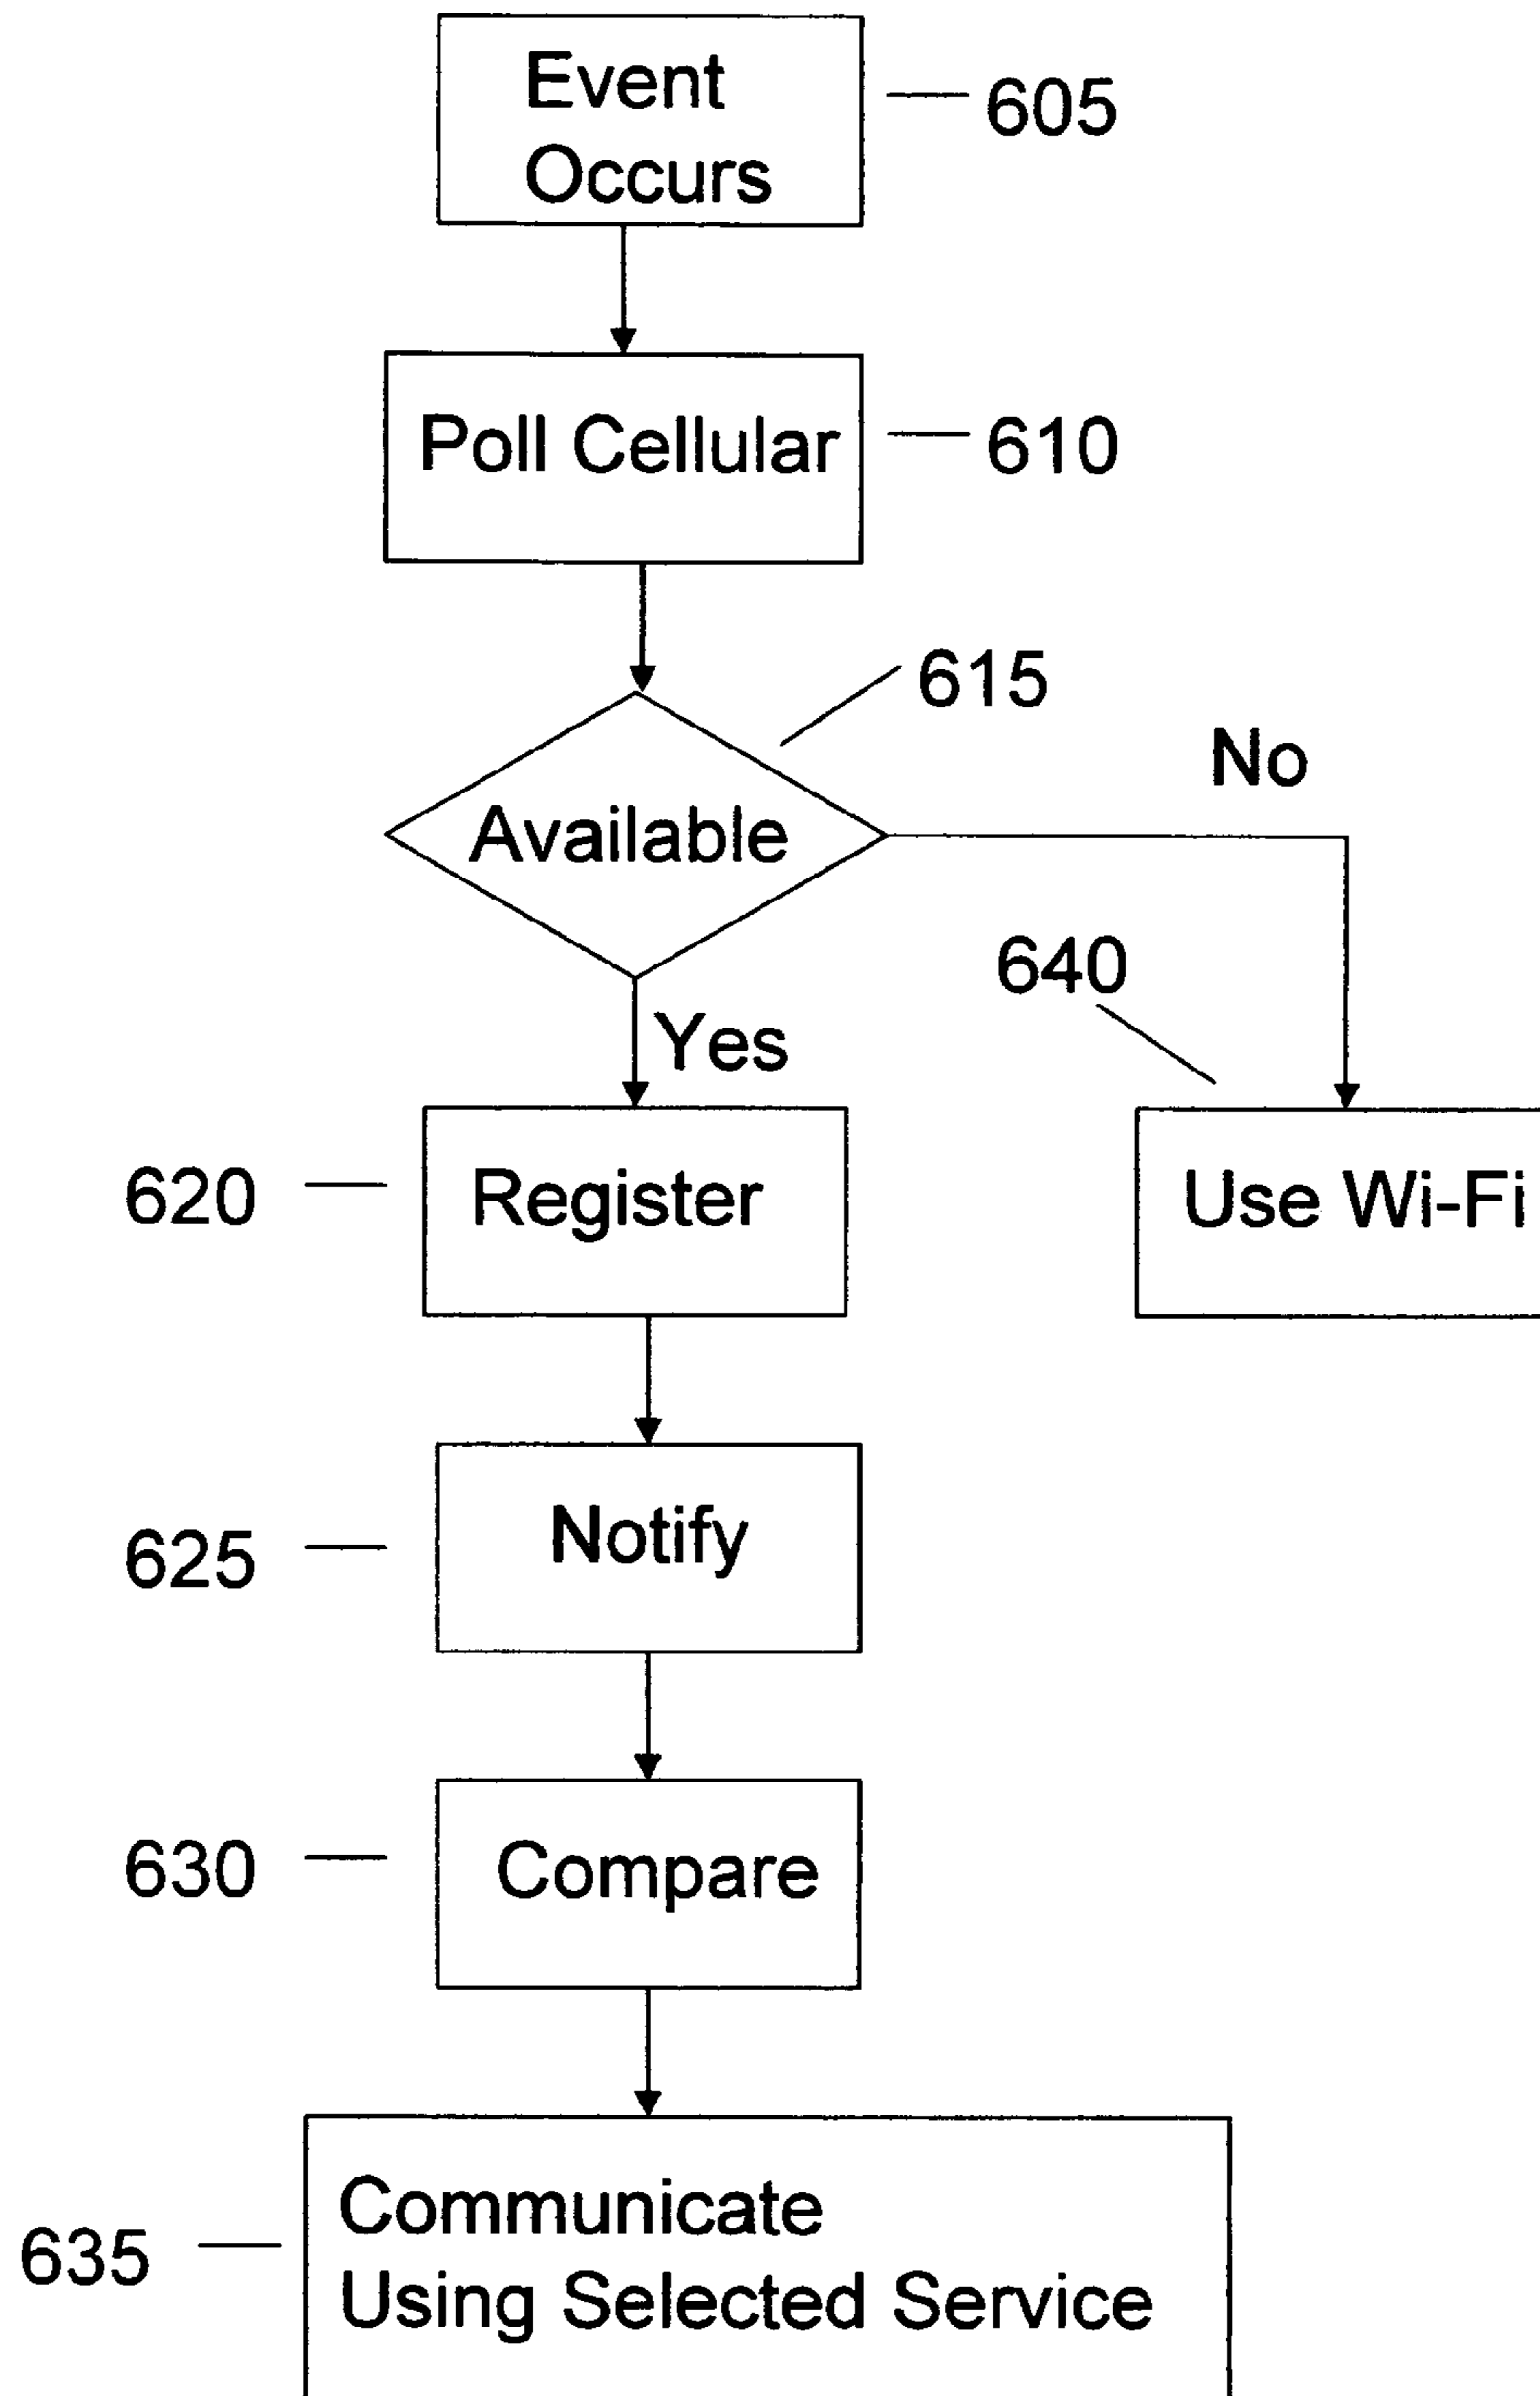 Event
Occurs
605
Poll Cellular
610
615
Available
No
640
Yes
620
Register
Use Wi-Fi
625
Notify
630
Compare
635
Communicate
Using Selected Service